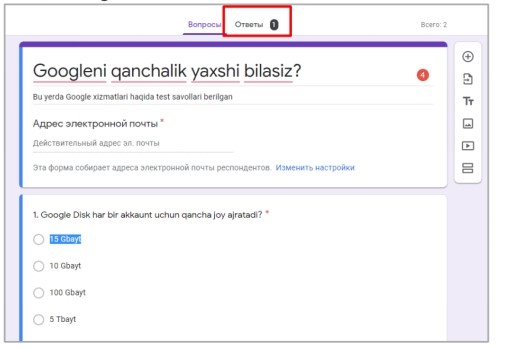 Вопросы Ответы 1 Всего: 2
Googleni qanchalik yaxshi bilasiz? 4
Bu yerda Google xizmatlari haqida test savollari berilgan
Адрес электронной почты *
Действительный адрес эл. почты
Эта форма собирает адреса электронной почты респондентов. Изменить настройки
Тт
1. Google Disk har bir akkaunt uchun qancha joy ajratadi? *
15 Gbayt
10 Gbayt
100 Gbayt
5 Tbayt